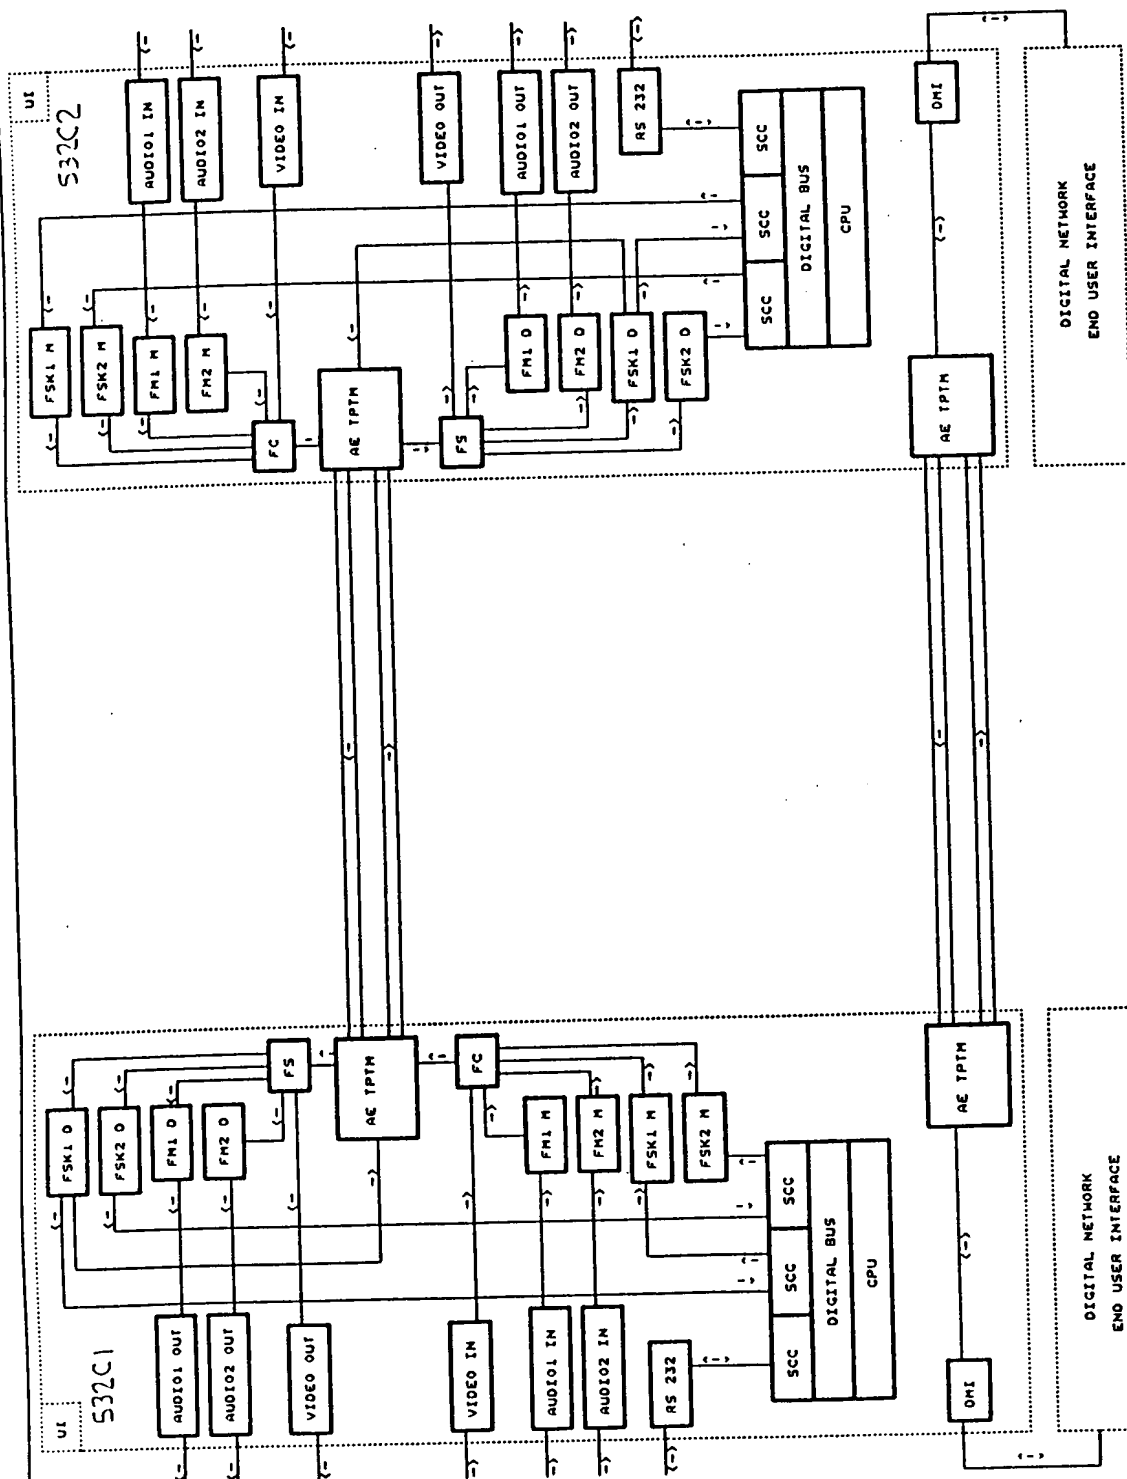 UI
532C1
AUDIO1 OUT
AUDIO2 OUT
VIDEO OUT
VIDEO IN
AUDIO1 IN
AUDIO2 IN
RS 232
FSK1 D
FSK2 D
FM1 D
FM2 D
FS
AE TPTM
FC
FM1 M
FM2 M
FSK1 M
FSK2 M
SCC
SCC
SCC
DIGITAL BUS
CPU
DMI
AE TPTM
DIGITAL NETWORK
END USER INTERFACE
UI
532C2
FSK1 M
FSK2 M
FM1 M
FM2 M
FC
AE TPTM
FS
FM1 D
FM2 D
FSK1 D
FSK2 D
AUDIO1 IN
AUDIO2 IN
VIDEO IN
VIDEO OUT
AUDIO1 OUT
AUDIO2 OUT
RS 232
SCC
SCC
SCC
DIGITAL BUS
CPU
AE TPTM
DMI
DIGITAL NETWORK
END USER INTERFACE